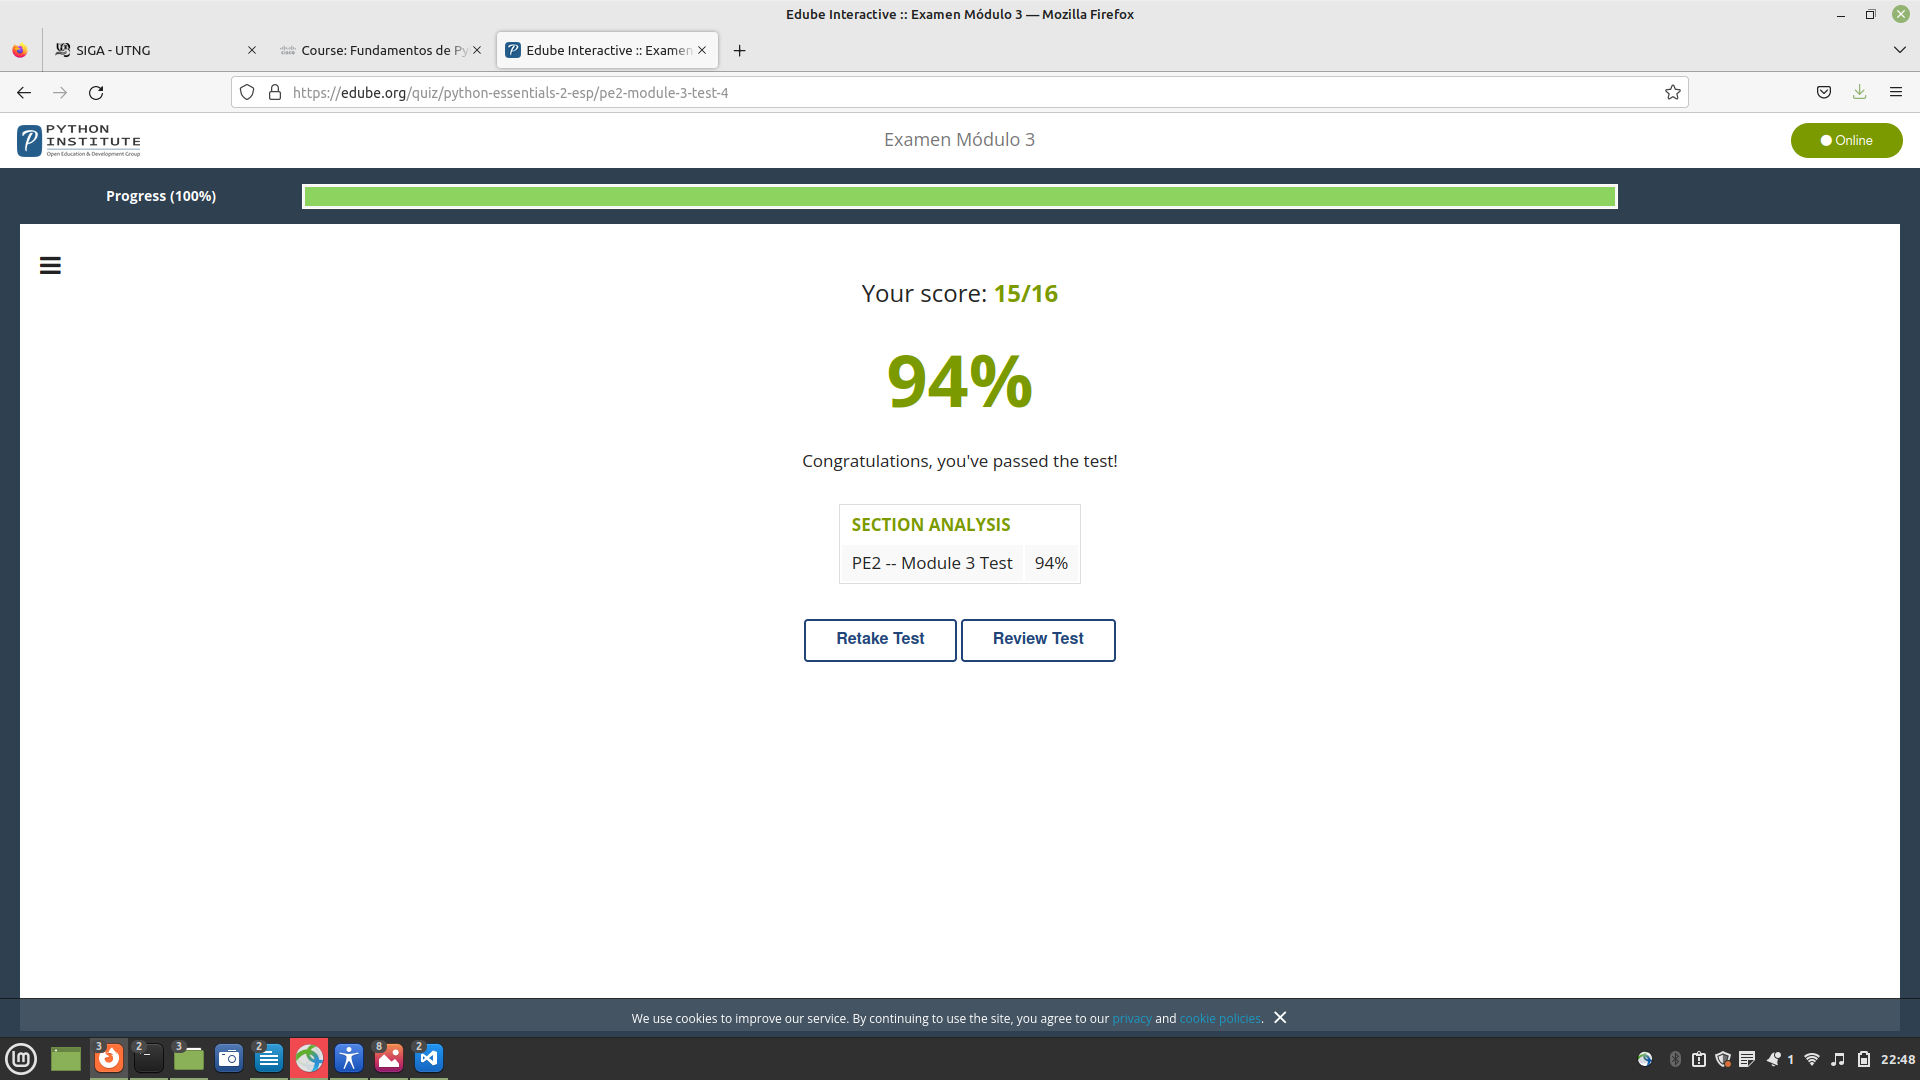 Edube Interactive :: Examen Módulo 3 — Mozilla Firefox
SIGA - UTNG
Course: Fundamentos de Py
Edube Interactive :: Examen
https://edube.org/quiz/python-essentials-2-esp/pe2-module-3-test-4
PYTHON
INSTITUTE
Open Education & Development Group
Examen Módulo 3
Online
Progress (100%)
Your score: 15/16
94%
Congratulations, you've passed the test!
SECTION ANALYSIS
PE2 -- Module 3 Test 94%
Retake Test
Review Test
We use cookies to improve our service. By continuing to use the site, you agree to our privacy and cookie policies.
3 2 3 2 8 2
1 22:48